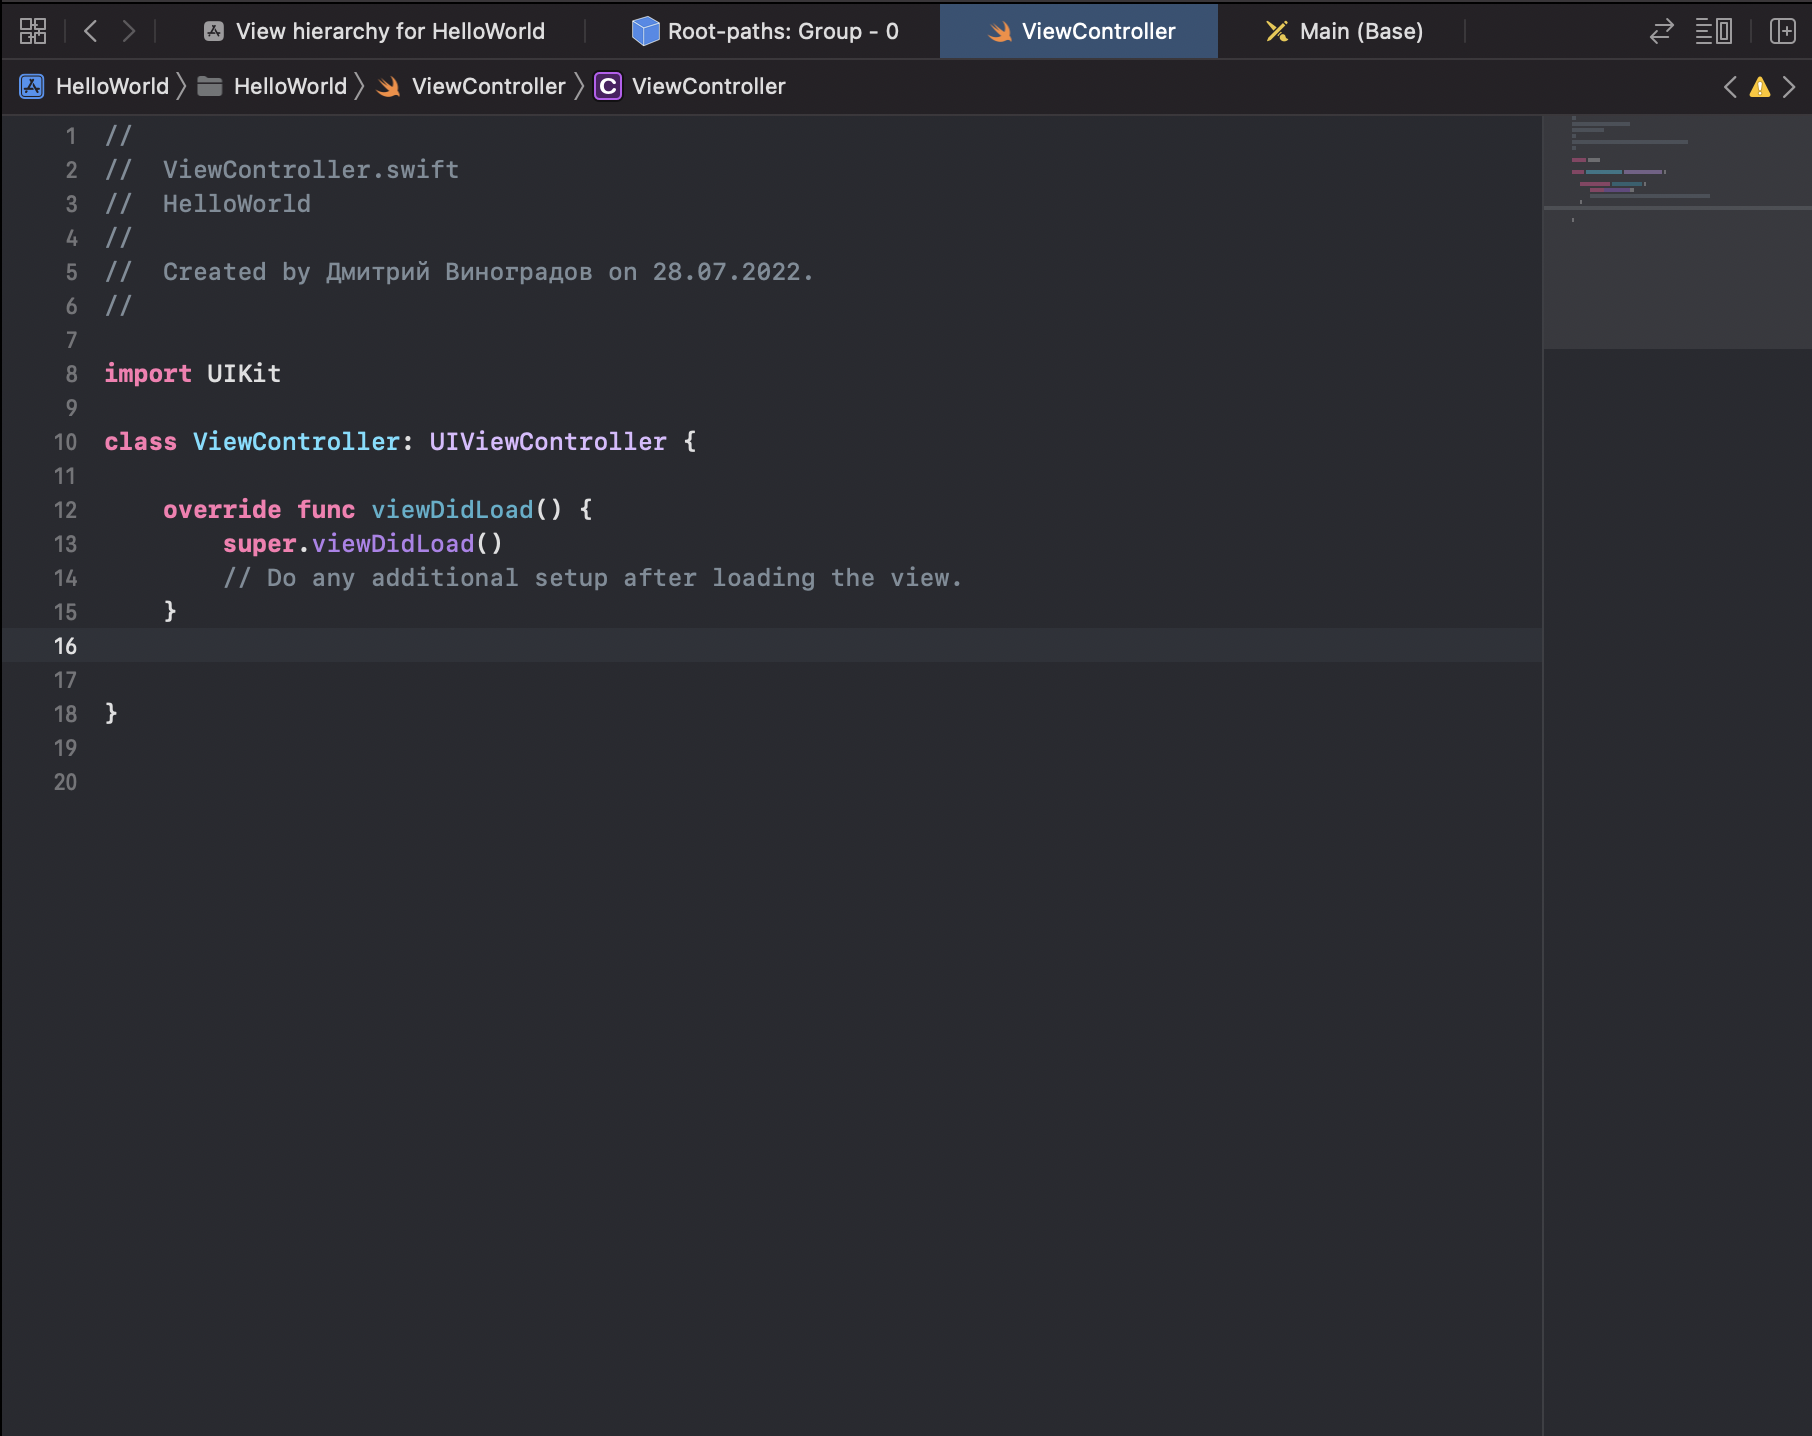 View hierarchy for HelloWorld
Root-paths: Group - 0
ViewController
Main (Base)
HelloWorld
HelloWorld
ViewController
C
ViewController
1 //
2 //  ViewController.swift
3 //  HelloWorld
4 //
5 //  Created by Дмитрий Виноградов on 28.07.2022.
6 //
7
8 import UIKit
9
10 class ViewController: UIViewController {
11
12     override func viewDidLoad() {
13         super.viewDidLoad()
14         // Do any additional setup after loading the view.
15     }
16
17
18 }
19
20